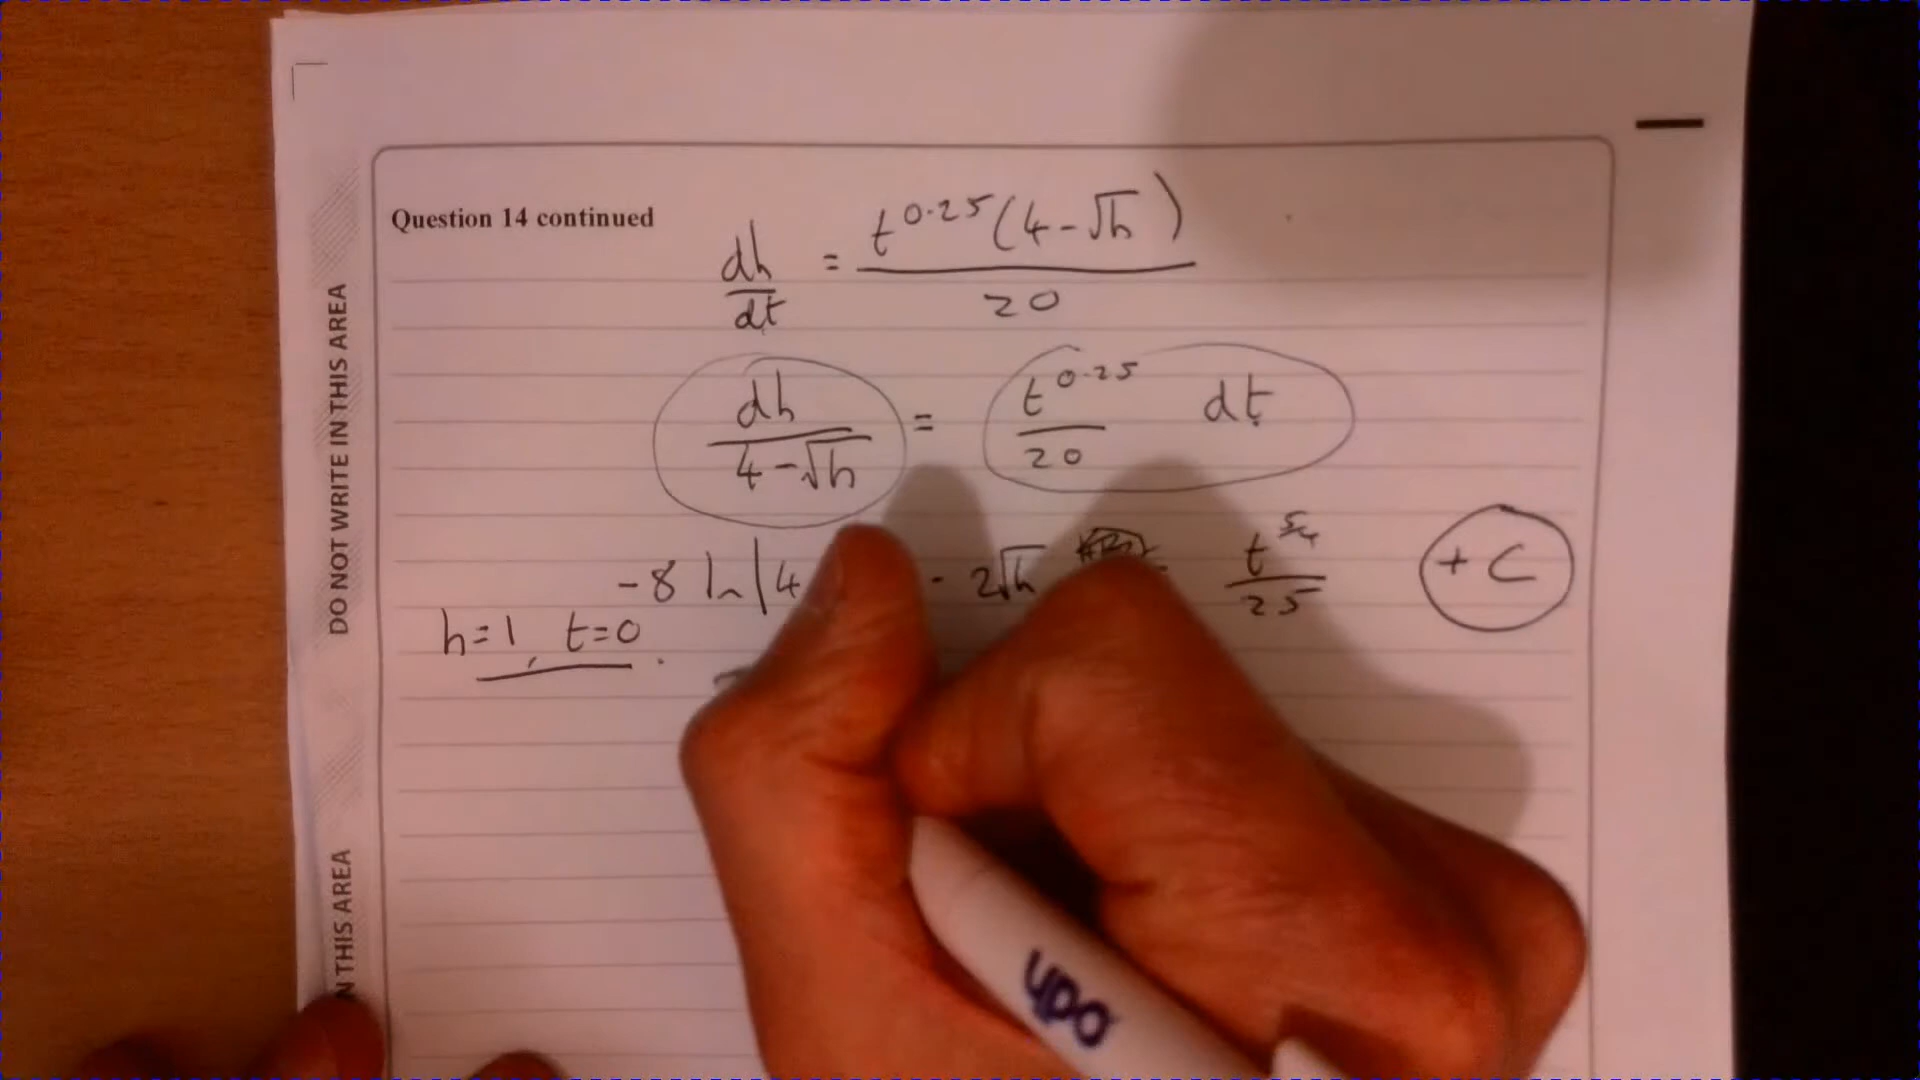 Question 14 continued
dh/dt = t^0.25 (4 - √h) / 20
dh / (4 - √h) = t^0.25 / 20 dt
-8 ln|4 - 2√h t^5/4 / 25 + C
h=1, t=0
DO NOT WRITE IN THIS AREA
N THIS AREA
ypo